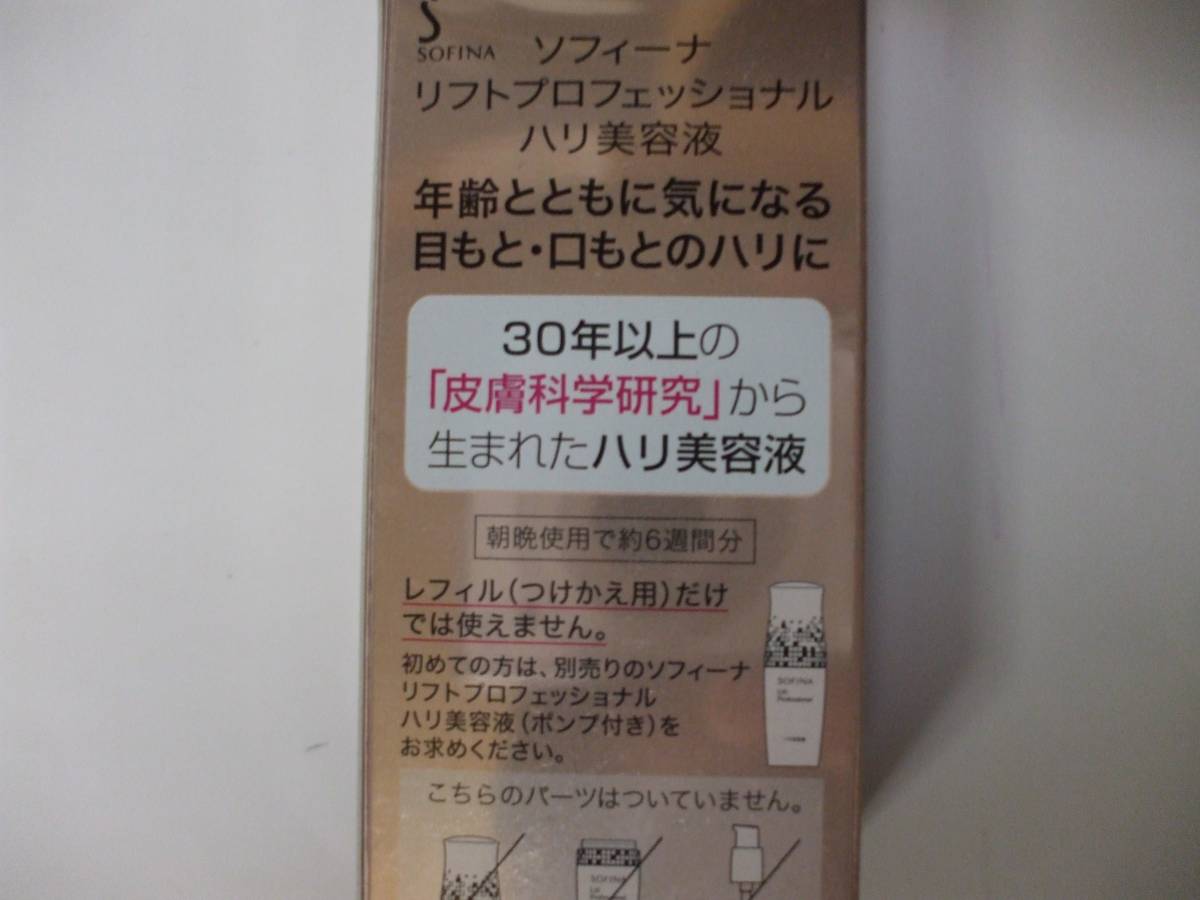 SOFINA ソフィーナ
リフトプロフェッショナル
ハリ美容液
年齢とともに気になる
目もと・口もとのハリに
30年以上の
「皮膚科学研究」から
生まれたハリ美容液
朝晩使用で約6週間分
レフィル(つけかえ用)だけ
では使えません。
初めての方は、別売りのソフィーナ
リフトプロフェッショナル
ハリ美容液(ポンプ付き)を
お求めください。
SOFINA
Lift
Professional
こちらのパーツはついていません。
SOFINA